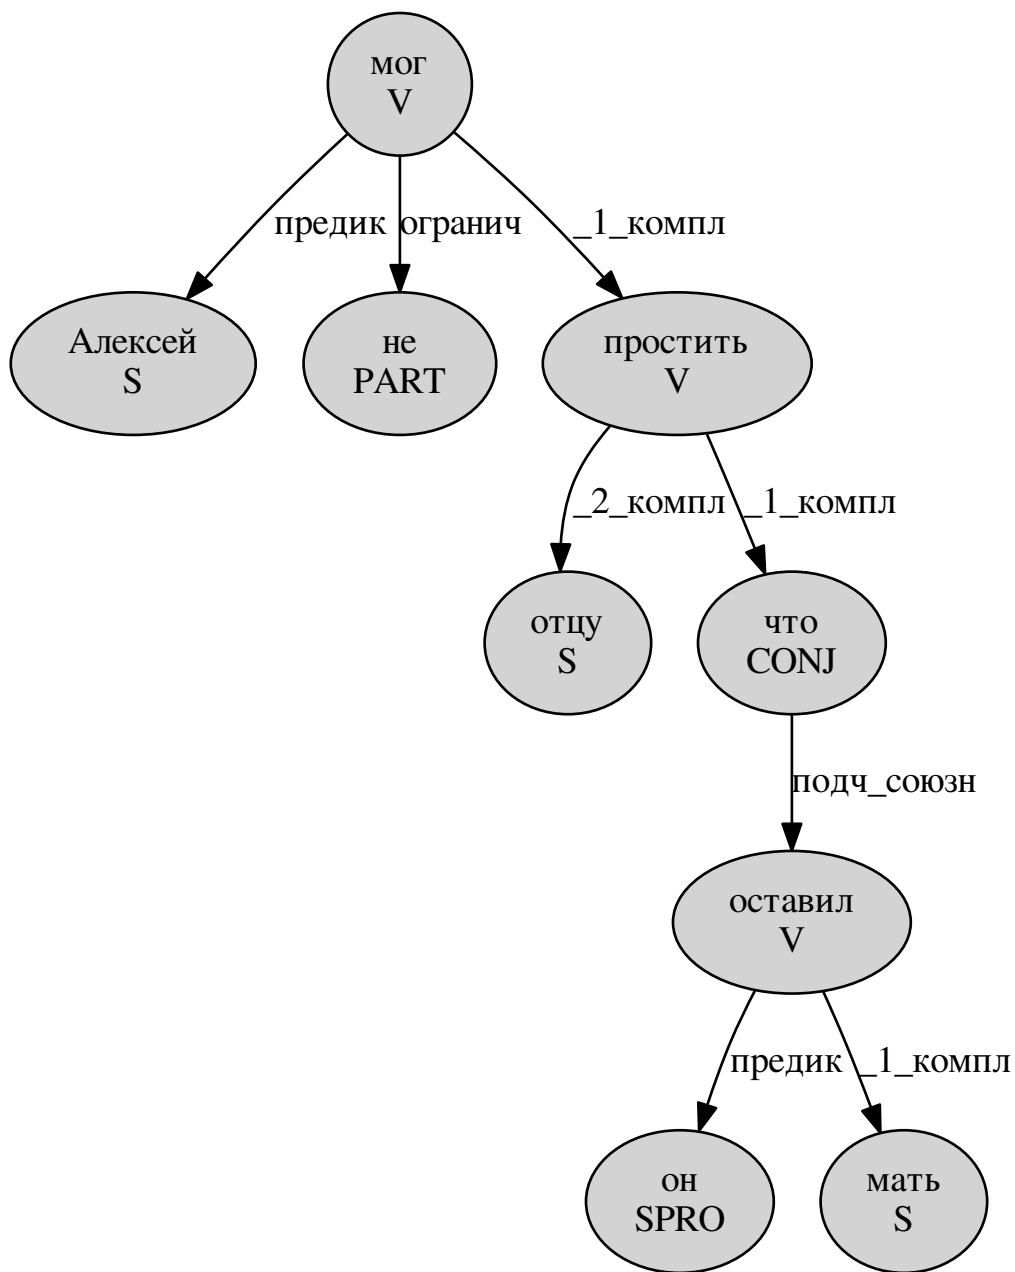 мог
V
предик огранич _1_компл
Алексей
S
не
PART
простить
V
_2_компл _1_компл
отцу
S
что
CONJ
подч_союзн
оставил
V
предик _1_компл
он
SPRO
мать
S